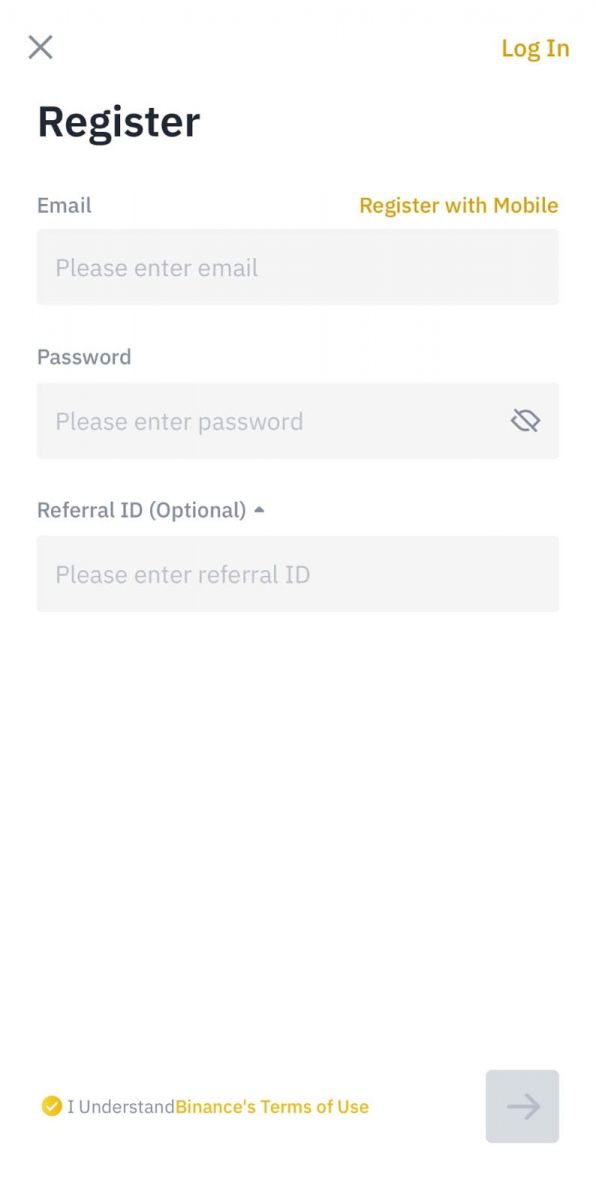 Log In
Register
Email
Register with Mobile
Please enter email
Password
Please enter password
Referral ID (Optional)
Please enter referral ID
I UnderstandBinance's Terms of Use